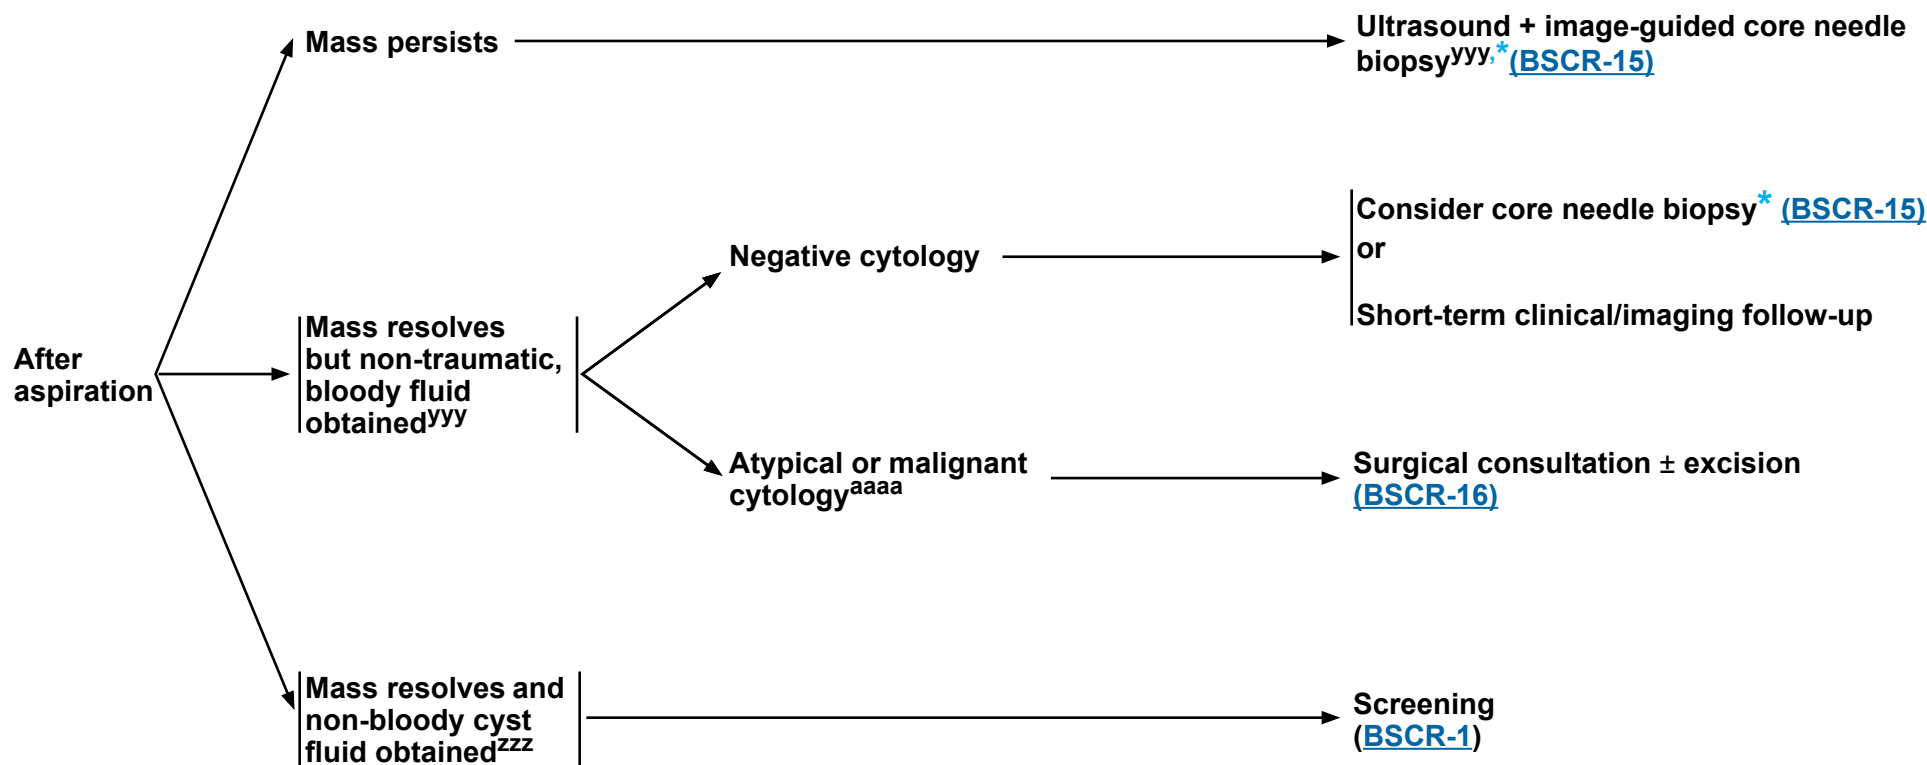 Mass persists
Ultrasound + image-guided core needle
biopsyyyy,* (BSCR-15)
Consider core needle biopsy* (BSCR-15)
or
Short-term clinical/imaging follow-up
Negative cytology
After
aspiration
Mass resolves
but non-traumatic,
bloody fluid
obtainedyyy
Atypical or malignant
cytologyaaaa
Surgical consultation ± excision
(BSCR-16)
Mass resolves and
non-bloody cyst
fluid obtainedzzz
Screening
(BSCR-1)